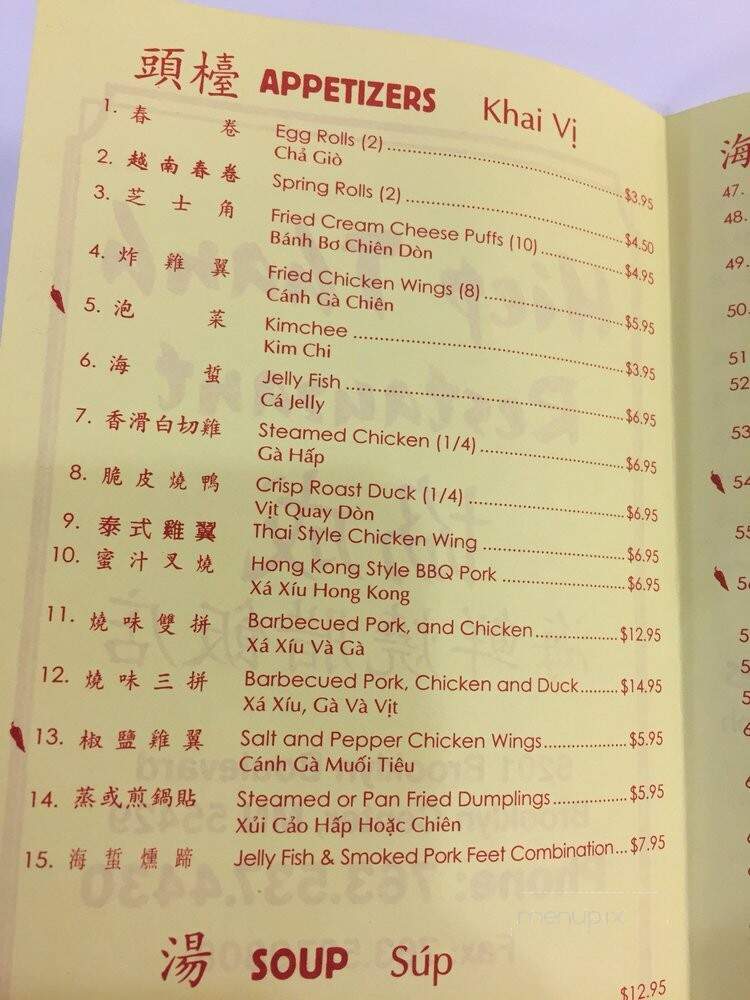 頭檯 APPETIZERS Khai Vị
1. 春卷 Egg Rolls (2) $3.95
Chả Giò
2. 越南春卷 Spring Rolls (2) $4.50
3. 芝士角 Fried Cream Cheese Puffs (10) $4.95
Bánh Bơ Chiên Dòn
4. 炸雞翼 Fried Chicken Wings (8) $5.95
Cánh Gà Chiên
5. 泡菜 Kimchee $3.95
Kim Chi
6. 海蜇 Jelly Fish $6.95
Cá Jelly
7. 香滑白切雞 Steamed Chicken (1/4) $6.95
Gà Hấp
8. 脆皮燒鴨 Crisp Roast Duck (1/4) $6.95
Vịt Quay Dòn
9. 泰式雞翼 Thai Style Chicken Wing $6.95
10. 蜜汁叉燒 Hong Kong Style BBQ Pork $6.95
Xá Xíu Hong Kong
11. 燒味雙拼 Barbecued Pork, and Chicken $12.95
Xá Xíu Và Gà
12. 燒味三拼 Barbecued Pork, Chicken and Duck $14.95
Xá Xíu, Gà Và Vịt
13. 椒鹽雞翼 Salt and Pepper Chicken Wings $5.95
Cánh Gà Muối Tiêu
14. 蒸或煎鍋貼 Steamed or Pan Fried Dumplings $5.95
Xủi Cảo Hấp Hoặc Chiên
15. 海蜇燻蹄 Jelly Fish & Smoked Pork Feet Combination $7.95
menupix
湯 SOUP Súp
$12.95
海
47.
48.
49.
50.
51
52
53
54
55